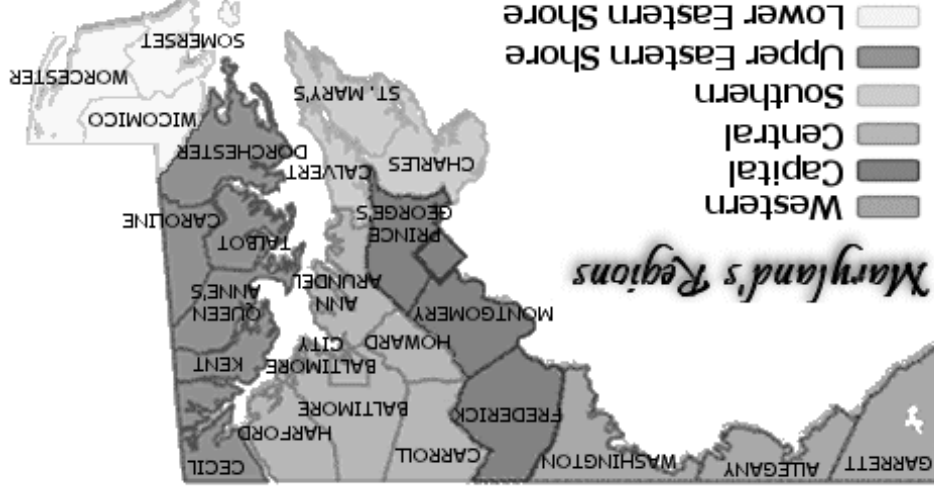 GARRETT
ALLEGANY
WASHINGTON
FREDERICK
CARROLL
BALTIMORE
HARFORD
CECIL
BALTIMORE
CITY
HOWARD
KENT
MONTGOMERY
ANN
ARUNDEL
QUEEN
ANNE'S
PRINCE
GEORGE'S
TALBOT
CAROLINE
CHARLES
CALVERT
DORCHESTER
ST. MARY'S
WICOMICO
WORCESTER
SOMERSET
Maryland's Regions
Western
Capital
Central
Southern
Upper Eastern Shore
Lower Eastern Shore